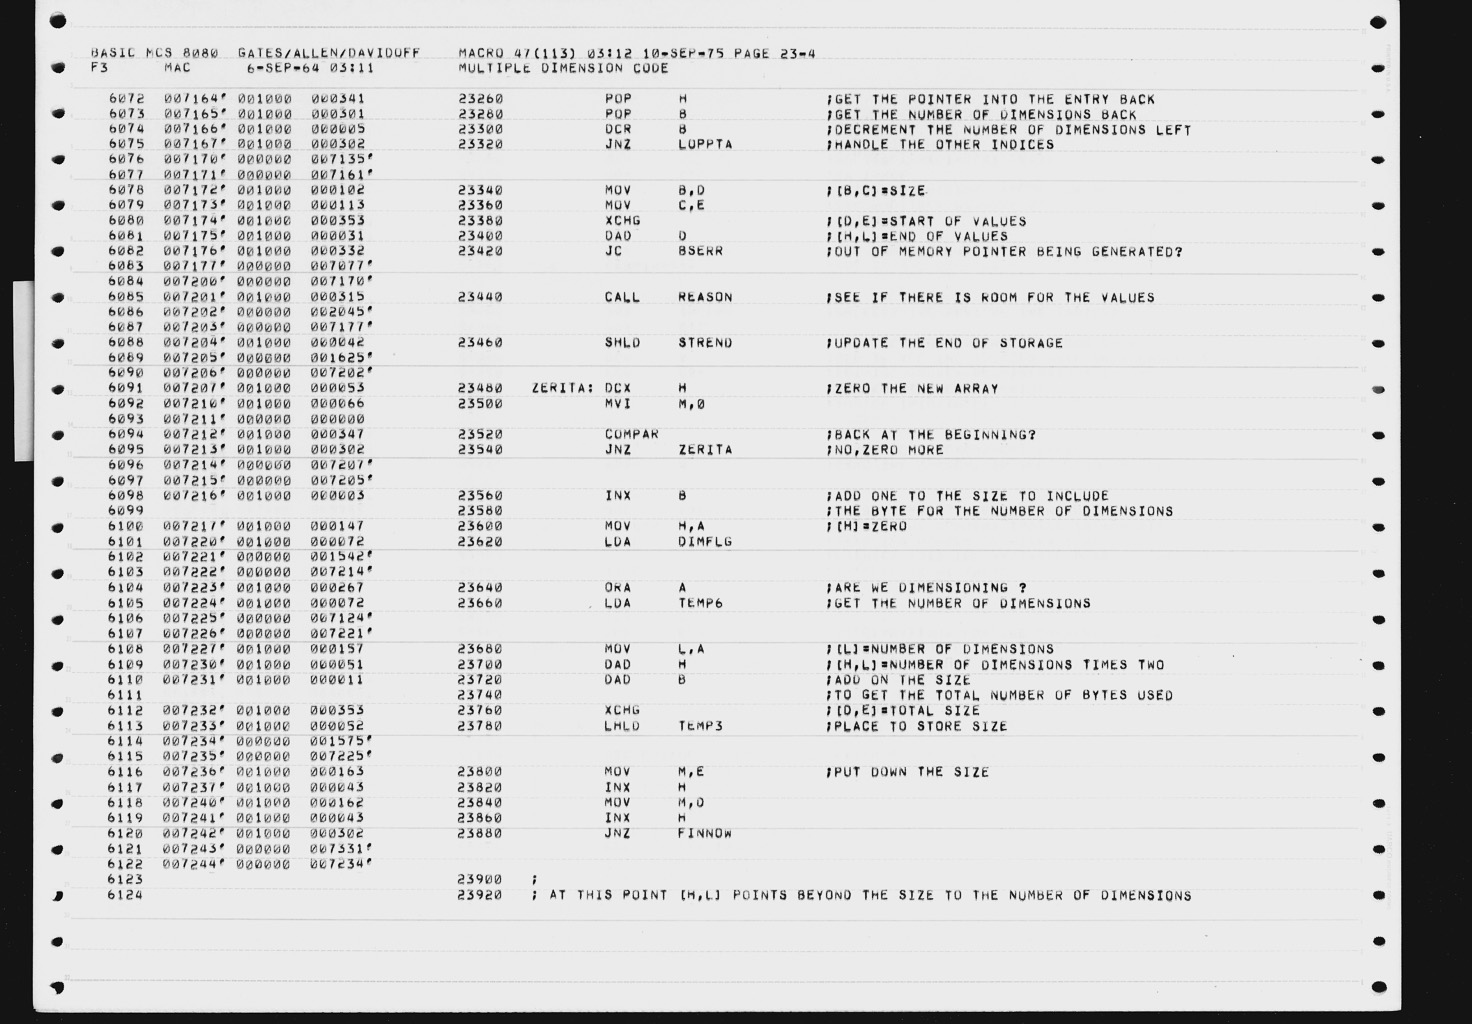 BASIC MCS 8080  GATES/ALLEN/DAVIDOFF    MACRO 47(113) 03:12 10-SEP-75 PAGE 23-4
F3      MAC      6-SEP-64 03:11         MULTIPLE DIMENSION CODE
6072  007164' 001000  000341  23260  POP  H  ;GET THE POINTER INTO THE ENTRY BACK
6073  007165' 001000  000301  23280  POP  B  ;GET THE NUMBER OF DIMENSIONS BACK
6074  007166' 001000  000005  23300  DCR  B  ;DECREMENT THE NUMBER OF DIMENSIONS LEFT
6075  007167' 001000  000302  23320  JNZ  LOPPTA  ;HANDLE THE OTHER INDICES
6076  007170' 000000  007135'
6077  007171' 000000  007161'
6078  007172' 001000  000102  23340  MOV  B,D  ;[B,C]=SIZE
6079  007173' 001000  000113  23360  MOV  C,E
6080  007174' 001000  000353  23380  XCHG  ;[D,E]=START OF VALUES
6081  007175' 001000  000031  23400  DAD  D  ;[H,L]=END OF VALUES
6082  007176' 001000  000332  23420  JC  BSERR  ;OUT OF MEMORY POINTER BEING GENERATED?
6083  007177' 000000  007077'
6084  007200' 000000  007170'
6085  007201' 001000  000315  23440  CALL  REASON  ;SEE IF THERE IS ROOM FOR THE VALUES
6086  007202' 000000  002045'
6087  007203' 000000  007177'
6088  007204' 001000  000042  23460  SHLD  STREND  ;UPDATE THE END OF STORAGE
6089  007205' 000000  001625'
6090  007206' 000000  007202'
6091  007207' 001000  000053  23480  ZERITA: DCX  H  ;ZERO THE NEW ARRAY
6092  007210' 001000  000066  23500  MVI  M,0
6093  007211' 000000  000000
6094  007212' 001000  000347  23520  COMPAR  ;BACK AT THE BEGINNING?
6095  007213' 001000  000302  23540  JNZ  ZERITA  ;NO,ZERO MORE
6096  007214' 000000  007207'
6097  007215' 000000  007205'
6098  007216' 001000  000003  23560  INX  B  ;ADD ONE TO THE SIZE TO INCLUDE
6099  23580  ;THE BYTE FOR THE NUMBER OF DIMENSIONS
6100  007217' 001000  000147  23600  MOV  H,A  ;[H]=ZERO
6101  007220' 001000  000072  23620  LDA  DIMFLG
6102  007221' 000000  001542'
6103  007222' 000000  007214'
6104  007223' 001000  000267  23640  ORA  A  ;ARE WE DIMENSIONING ?
6105  007224' 001000  000072  23660  LDA  TEMP6  ;GET THE NUMBER OF DIMENSIONS
6106  007225' 000000  007124'
6107  007226' 000000  007221'
6108  007227' 001000  000157  23680  MOV  L,A  ;[L]=NUMBER OF DIMENSIONS
6109  007230' 001000  000051  23700  DAD  H  ;[H,L]=NUMBER OF DIMENSIONS TIMES TWO
6110  007231' 001000  000011  23720  DAD  B  ;ADD ON THE SIZE
6111  23740  ;TO GET THE TOTAL NUMBER OF BYTES USED
6112  007232' 001000  000353  23760  XCHG  ;[D,E]=TOTAL SIZE
6113  007233' 001000  000052  23780  LHLD  TEMP3  ;PLACE TO STORE SIZE
6114  007234' 000000  001575'
6115  007235' 000000  007225'
6116  007236' 001000  000163  23800  MOV  M,E  ;PUT DOWN THE SIZE
6117  007237' 001000  000043  23820  INX  H
6118  007240' 001000  000162  23840  MOV  M,D
6119  007241' 001000  000043  23860  INX  H
6120  007242' 001000  000302  23880  JNZ  FINNOW
6121  007243' 000000  007331'
6122  007244' 000000  007234'
6123  23900  ;
6124  23920  ; AT THIS POINT [H,L] POINTS BEYOND THE SIZE TO THE NUMBER OF DIMENSIONS